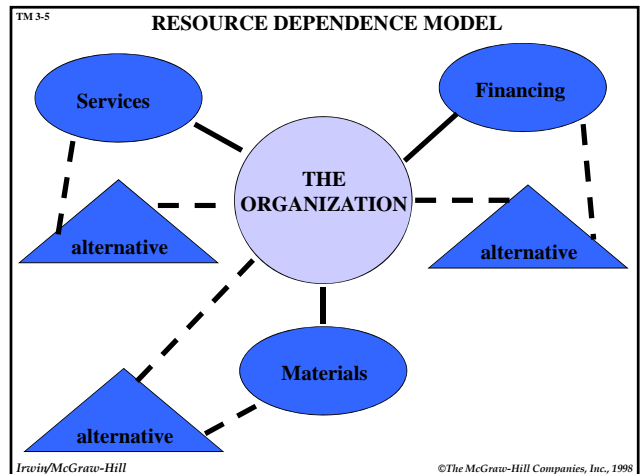 TM 3-5
RESOURCE DEPENDENCE MODEL
Services
Financing
THE
ORGANIZATION
alternative
alternative
Materials
alternative
Irwin/McGraw-Hill
©The McGraw-Hill Companies, Inc., 1998